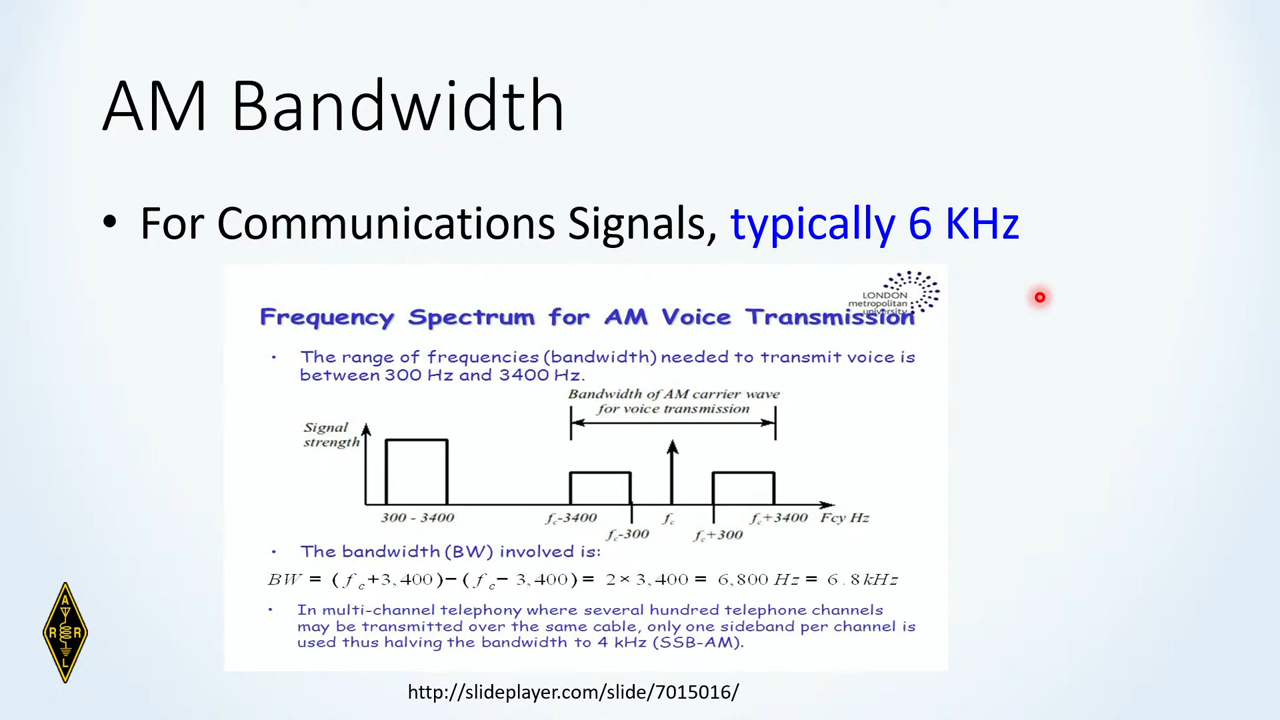 AM Bandwidth
• For Communications Signals, typically 6 KHz
LONDON
metropolitan
university
Frequency Spectrum for AM Voice Transmission
• The range of frequencies (bandwidth) needed to transmit voice is
between 300 Hz and 3400 Hz.
Bandwidth of AM carrier wave
for voice transmission
Signal
strength
300 - 3400
fc-3400
fc-300
fc
fc+300
fc+3400
Fcy Hz
• The bandwidth (BW) involved is:
BW = (fc+3,400)-(fc- 3,400)= 2× 3,400 = 6,800 Hz = 6.8kHz
• In multi-channel telephony where several hundred telephone channels
may be transmitted over the same cable, only one sideband per channel is
used thus halving the bandwidth to 4 kHz (SSB-AM).
A
R R
L
http://slideplayer.com/slide/7015016/